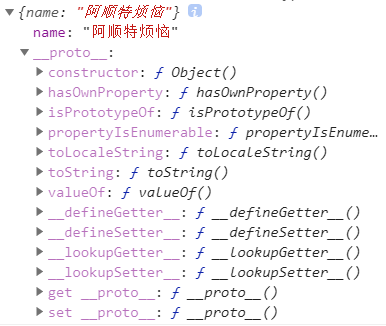 ▼{name: "阿顺特烦恼"} i
name: "阿顺特烦恼"
▼__proto__:
▶constructor: ƒ Object()
▶hasOwnProperty: ƒ hasOwnProperty()
▶isPrototypeOf: ƒ isPrototypeOf()
▶propertyIsEnumerable: ƒ propertyIsEnume…
▶toLocaleString: ƒ toLocaleString()
▶toString: ƒ toString()
▶valueOf: ƒ valueOf()
▶__defineGetter__: ƒ __defineGetter__()
▶__defineSetter__: ƒ __defineSetter__()
▶__lookupGetter__: ƒ __lookupGetter__()
▶__lookupSetter__: ƒ __lookupSetter__()
▶get __proto__: ƒ __proto__()
▶set __proto__: ƒ __proto__()